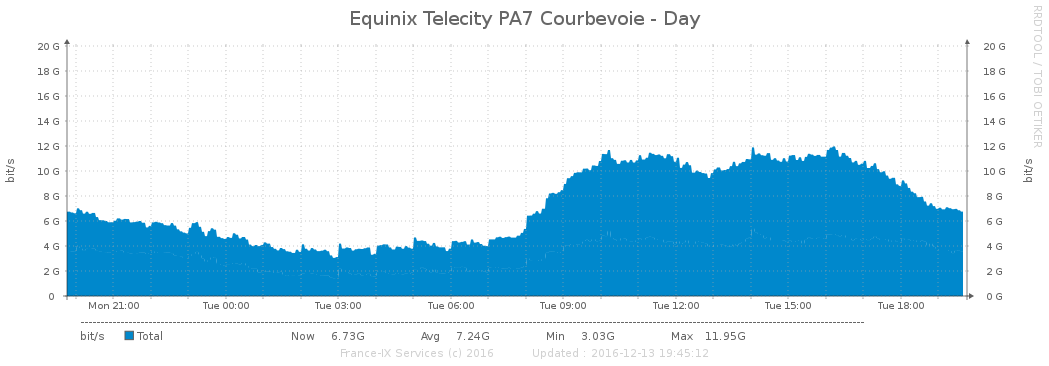 Equinix Telecity PA7 Courbevoie - Day
RRDTOOL / TOBI OETIKER
20 G 20 G
18 G 18 G
16 G 16 G
14 G 14 G
12 G 12 G
10 G 10 G
8 G 8 G
6 G 6 G
4 G 4 G
2 G 2 G
0 0 G
bit/s
bit/s
Mon 21:00 Tue 00:00 Tue 03:00 Tue 06:00 Tue 09:00 Tue 12:00 Tue 15:00 Tue 18:00
bit/s Total Now 6.73G Avg 7.24G Min 3.03G Max 11.95G
France-IX Services (c) 2016 Updated : 2016-12-13 19:45:12